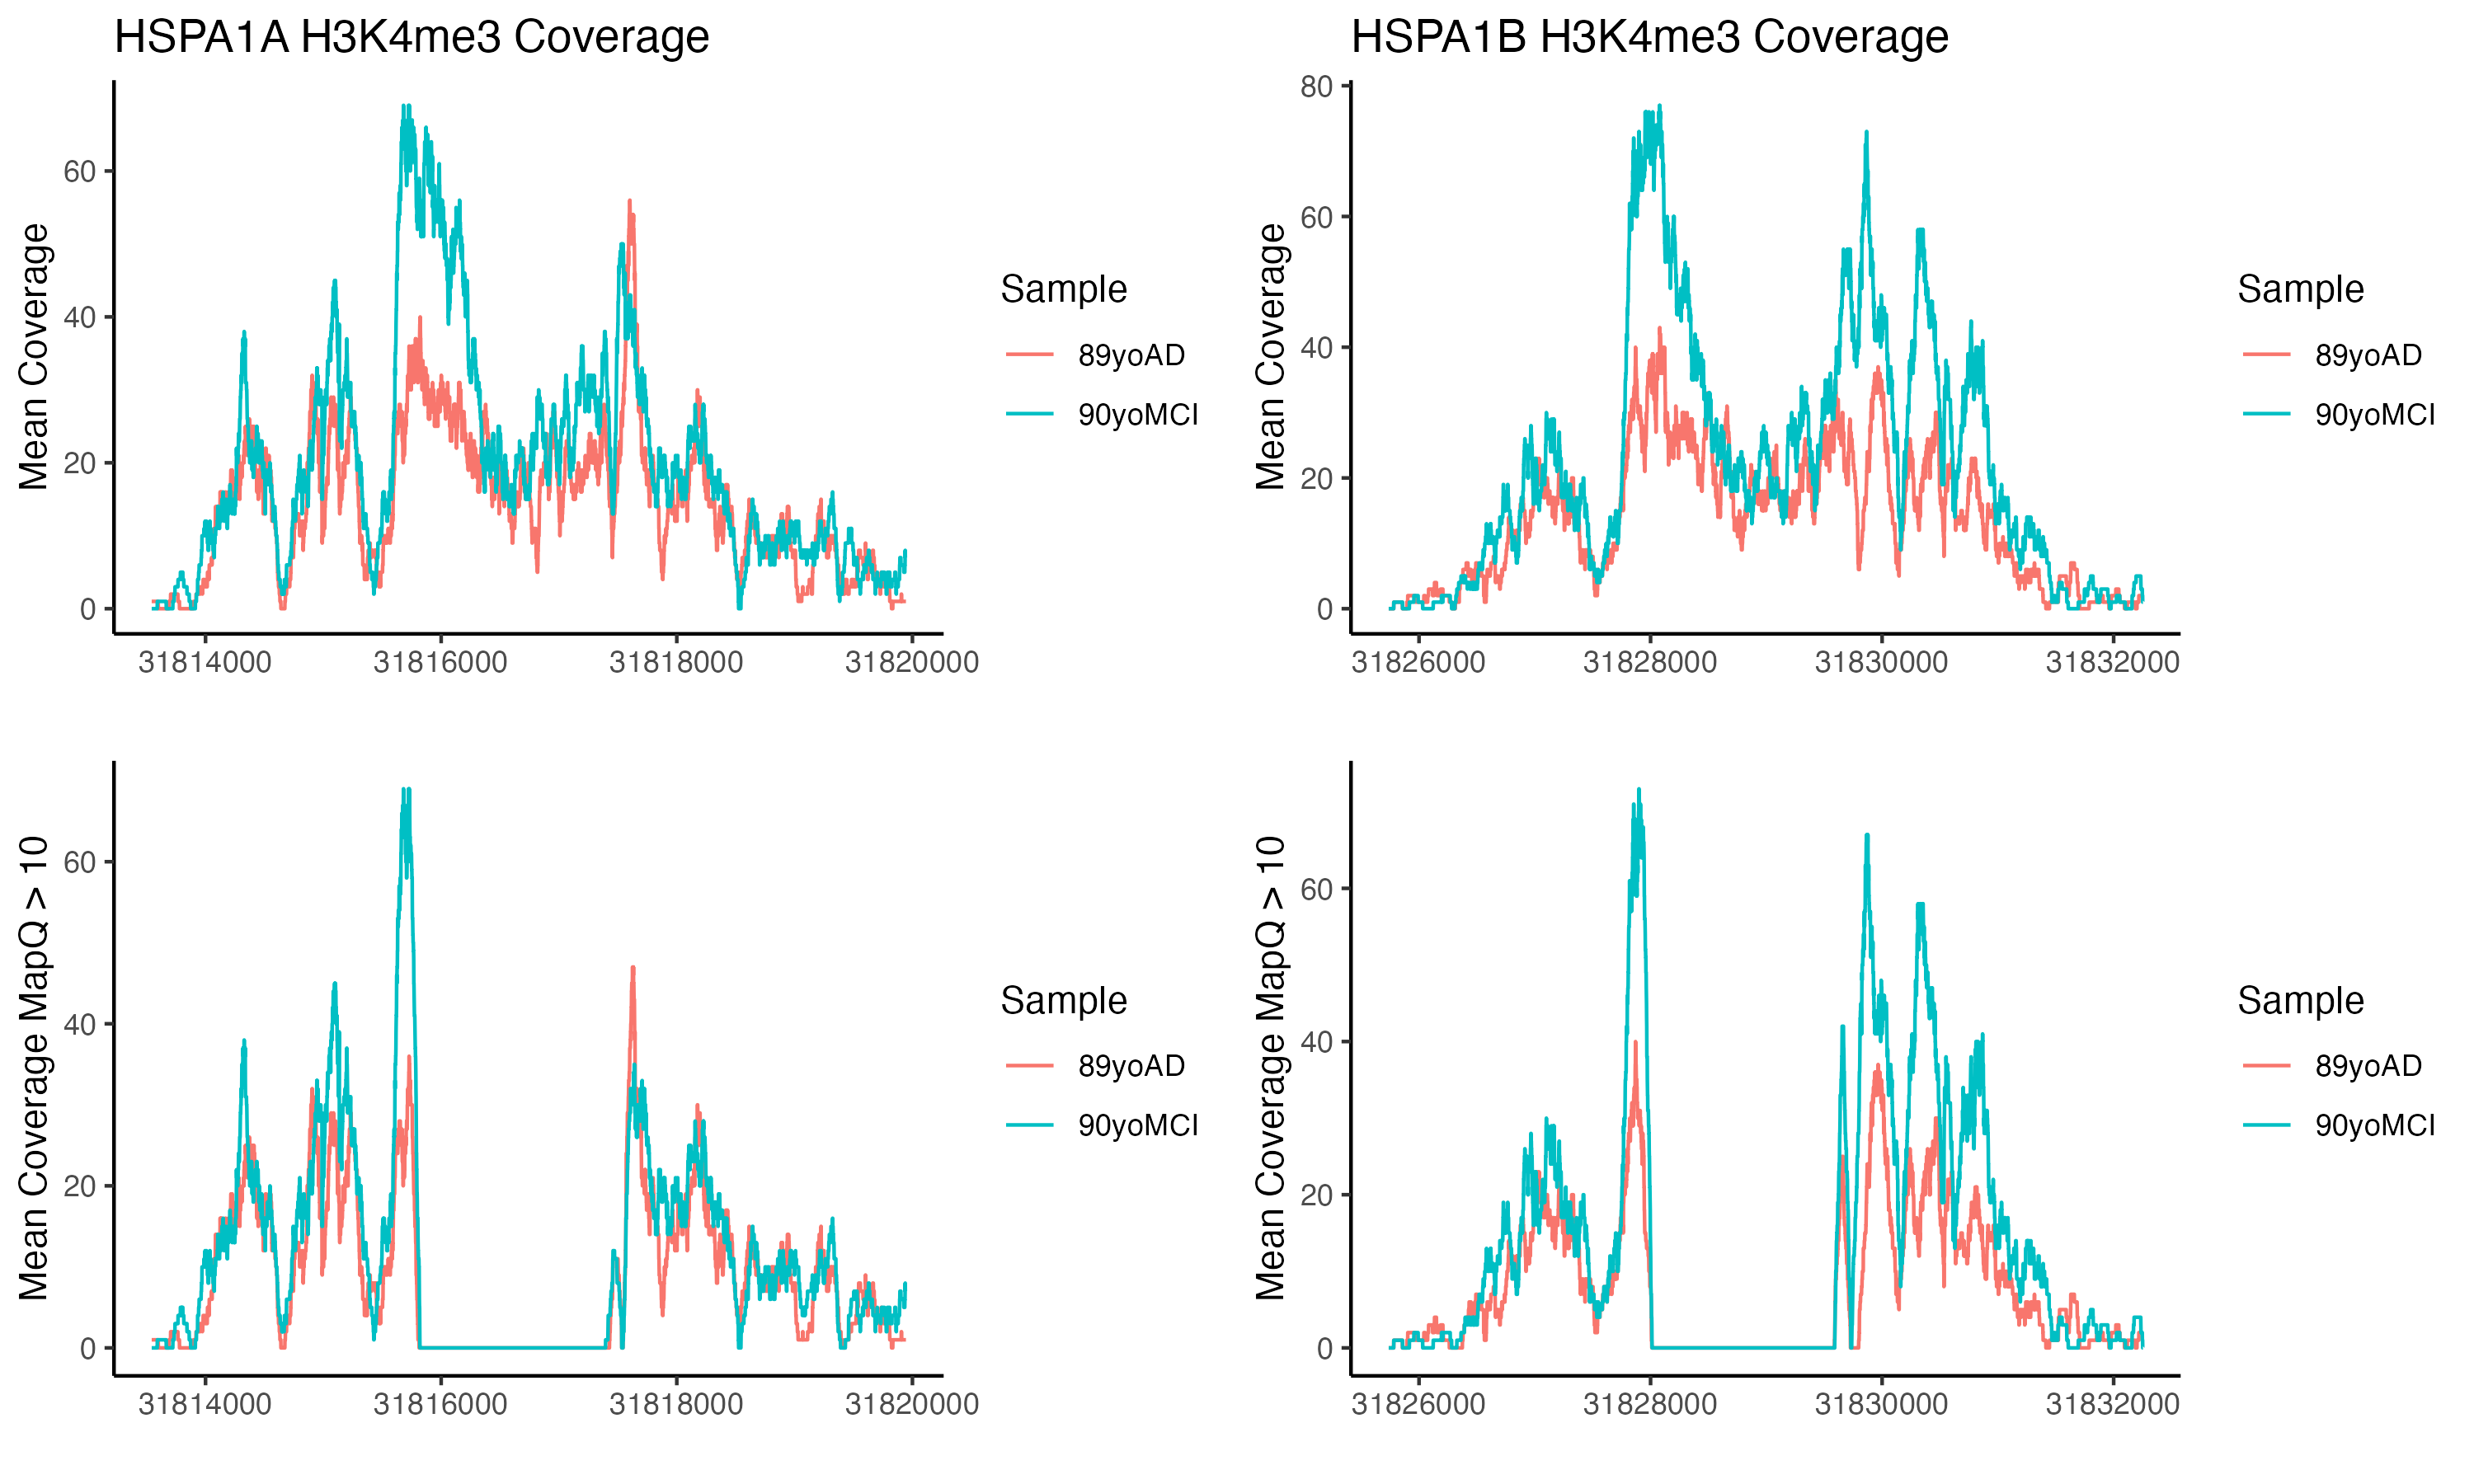 HSPA1A H3K4me3 Coverage
Mean Coverage
60
40
20
0
31814000 31816000 31818000 31820000
Sample
89yoAD
90yoMCI
HSPA1B H3K4me3 Coverage
Mean Coverage
80
60
40
20
0
31826000 31828000 31830000 31832000
Sample
89yoAD
90yoMCI
Mean Coverage MapQ > 10
60
40
20
0
31814000 31816000 31818000 31820000
Sample
89yoAD
90yoMCI
Mean Coverage MapQ > 10
60
40
20
0
31826000 31828000 31830000 31832000
Sample
89yoAD
90yoMCI